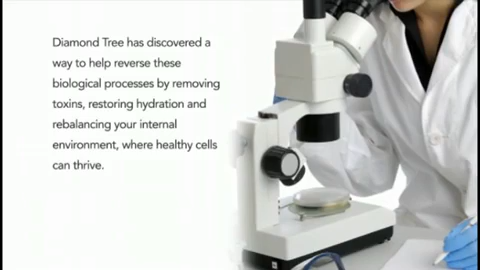 Diamond Tree has discovered a
way to help reverse these
biological processes by removing
toxins, restoring hydration and
rebalancing your internal
environment, where healthy cells
can thrive.